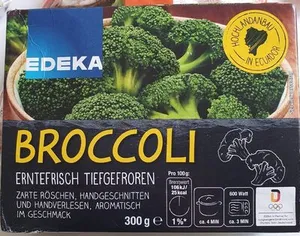 EDEKA
HOCHLANDANBAU
IN ECUADOR
BROCCOLI
ERNTEFRISCH TIEFGEFROREN
ZARTE RÖSCHEN, HANDGESCHNITTEN
UND HANDVERLESEN, AROMATISCH
IM GESCHMACK
300 g e
Pro 100g:
Brennwert
106 kJ/
25 kcal
1%*
ca. 4 MIN
600 Watt
ca. 3 MIN
D